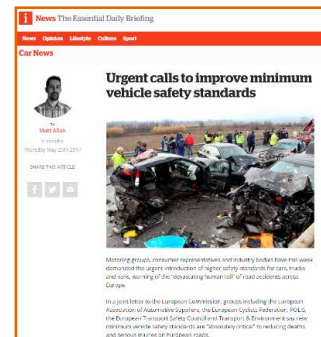 i News The Essential Daily Briefing
News Opinion Lifestyle Culture Sport
Car News
Urgent calls to improve minimum
vehicle safety standards
Matt Allan
Thursday May 25th 2017
SHARE THIS ARTICLE
Motoring groups, consumer representatives and industry bodies have this week
demanded the urgent introduction of higher safety standards for cars, trucks
and vans, warning of the "devastating human toll" of road accidents across
Europe.
In a joint letter to the European Commission, groups including the European
Association of Automotive Suppliers, the European Cyclists Federation, POLIS,
the European Transport Safety Council and Transport & Environment say new
minimum vehicle safety standards are "absolutely critical" to reducing deaths
and serious injuries on European roads.